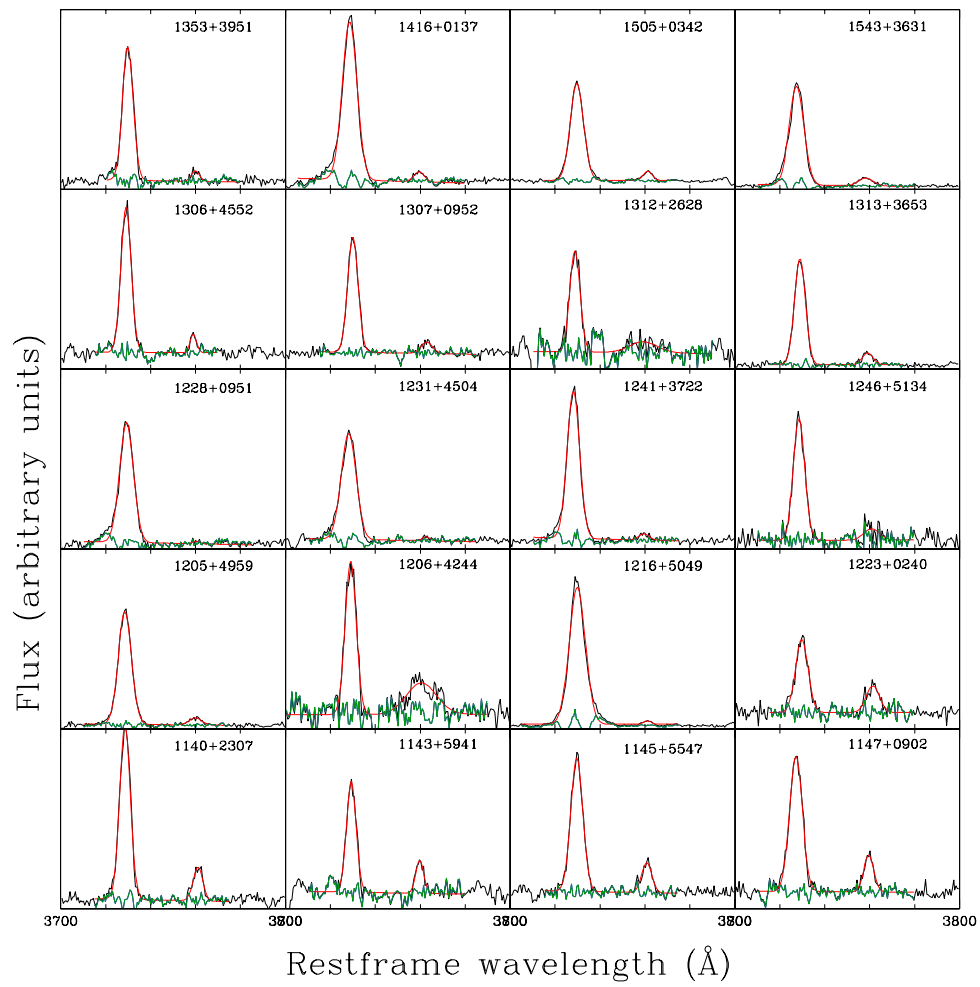 1353+3951 1416+0137 1505+0342 1543+3631
1306+4552 1307+0952 1312+2628 1313+3653
1228+0951 1231+4504 1241+3722 1246+5134
1205+4959 1206+4244 1216+5049 1223+0240
1140+2307 1143+5941 1145+5547 1147+0902
Flux (arbitrary units)
3700 3800
Restframe wavelength (Å)